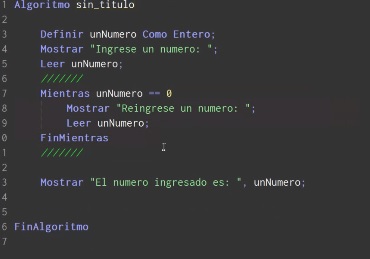 1 Algoritmo sin_titulo
2
3 Definir unNumero Como Entero;
4 Mostrar "Ingrese un numero: ";
5 Leer unNumero;
6 ///////
7 Mientras unNumero == 0
8 Mostrar "Reingrese un numero: ";
9 Leer unNumero;
0 FinMientras
1 ///////
2
3 Mostrar "El numero ingresado es: ", unNumero;
4
5
6 FinAlgoritmo
7